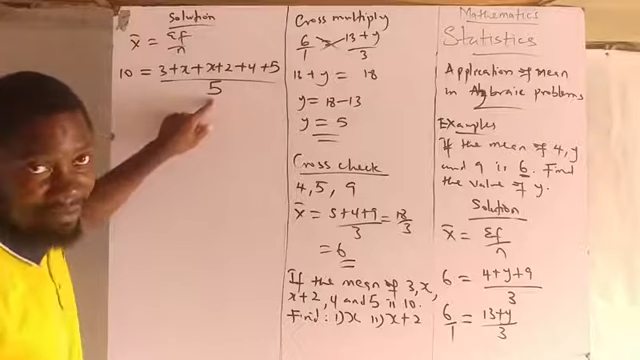 Mathematics
Statistics
Application of mean
in Algbraic problems
Examples
If the mean of 4, y
and 9 is 6. Find
the value of y.
Solution
x̄ = Σf/n
6 = 4+y+9/3
6/1 = 13+y/3
Cross multiply
6/1 = 13+y/3
13+y = 18
y = 18-13
y = 5
Cross check
4, 5, 9
x̄ = 5+4+9/3 = 18/3
= 6
If the mean of 3, x,
x+2, 4 and 5 is 10.
Find: i) x ii) x+2
Solution
x̄ = Σf/n
10 = 3+x+x+2+4+5/5